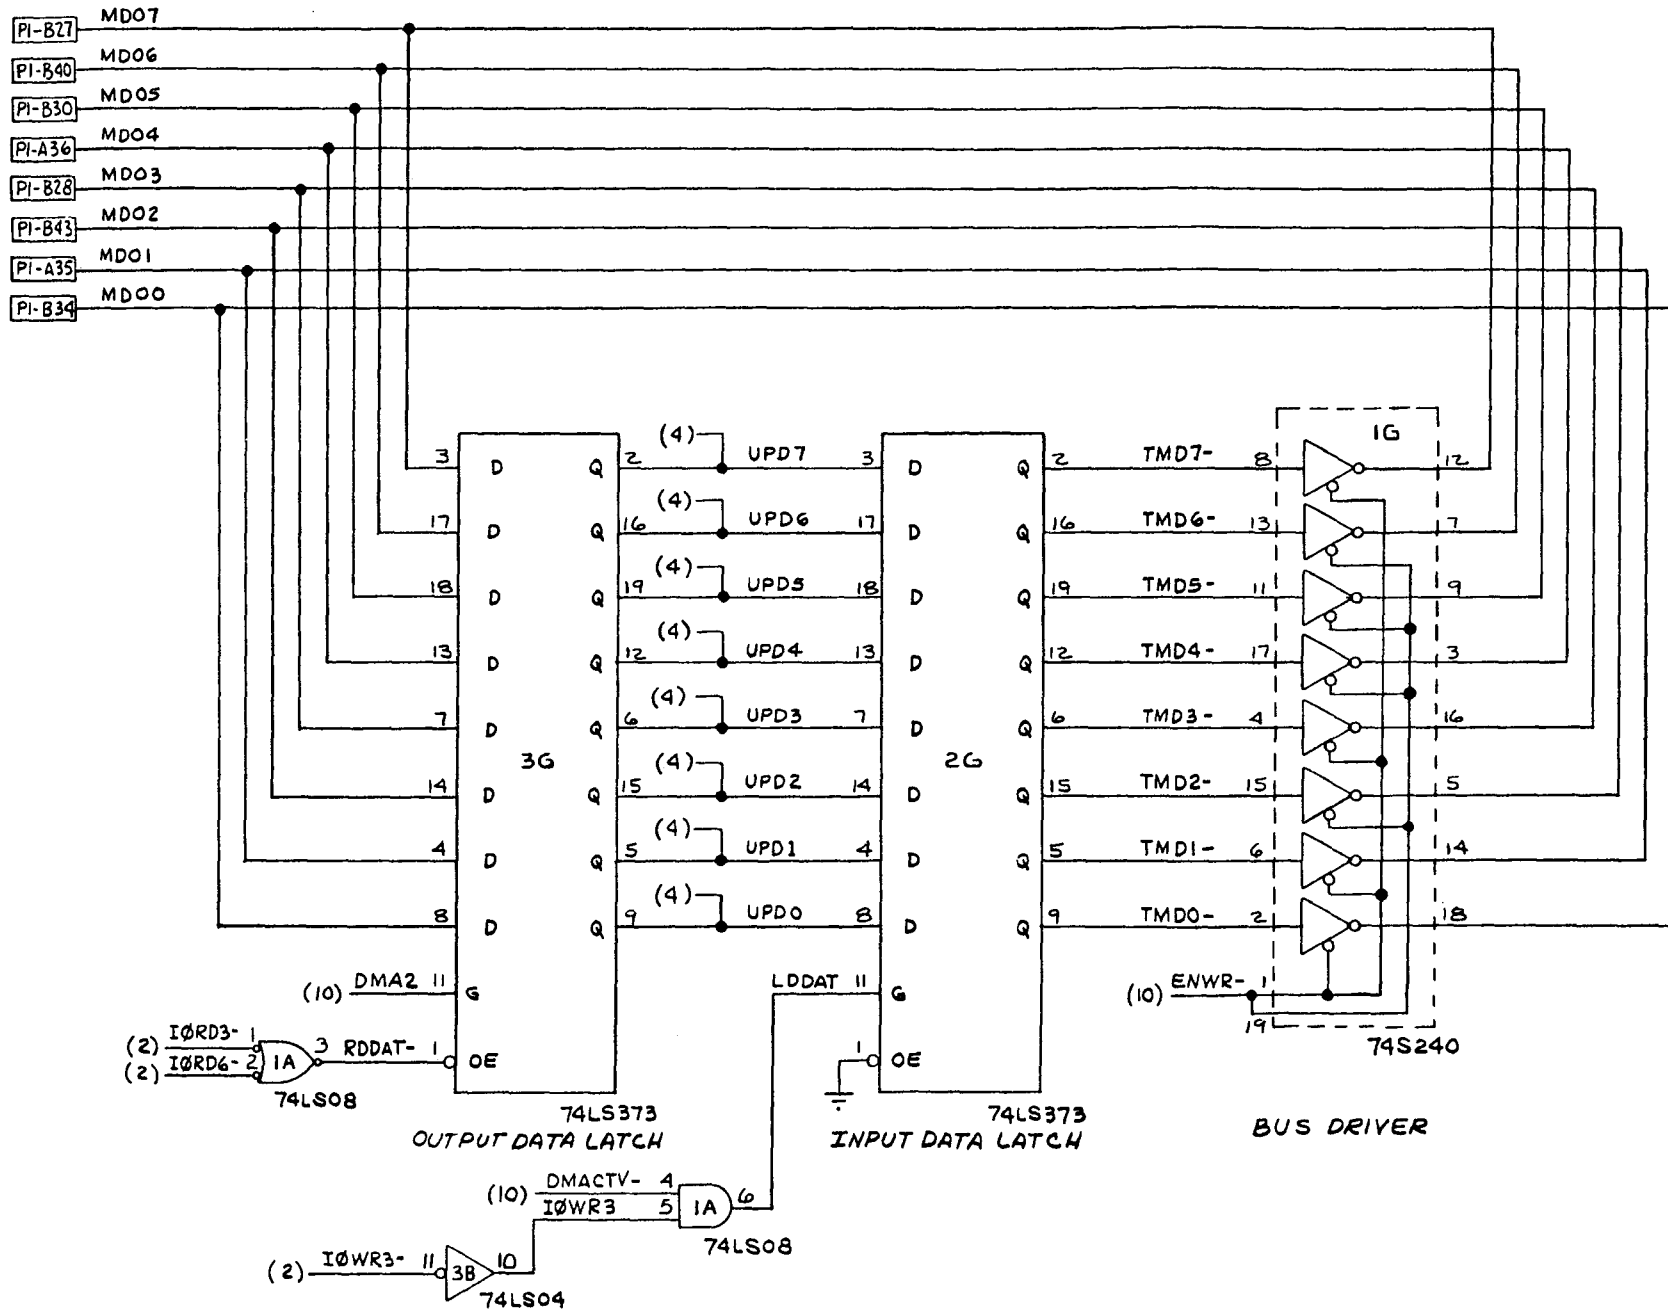 P1-B27 MD07
P1-B40 MD06
P1-B30 MD05
P1-A36 MD04
P1-B28 MD03
P1-B43 MD02
P1-A35 MD01
P1-B34 MD00
1G
3 D Q 2 (4) UPD7 3 D Q 2 TMD7- 8 12
17 D Q 16 (4) UPD6 17 D Q 16 TMD6- 13 7
18 D Q 19 (4) UPD5 18 D Q 19 TMD5- 11 9
13 D Q 12 (4) UPD4 13 D Q 12 TMD4- 17 3
7 D Q 6 (4) UPD3 7 D Q 6 TMD3- 4 16
3G 2G
14 D Q 15 (4) UPD2 14 D Q 15 TMD2- 15 5
4 D Q 5 (4) UPD1 4 D Q 5 TMD1- 6 14
8 D Q 9 (4) UPD0 8 D Q 9 TMD0- 2 18
(10) DMA2 11 G LDDAT 11 G (10) ENWR- 1
19
(2) IØRD3- 1
(2) IØRD6- 2 1A 3 RDDAT- 1 OE 1 OE
74LS08
74S240
74LS373 74LS373
OUTPUT DATA LATCH INPUT DATA LATCH BUS DRIVER
(10) DMACTV- 4
IØWR3 5 1A 6
74LS08
(2) IØWR3- 11 3B 10
74LS04